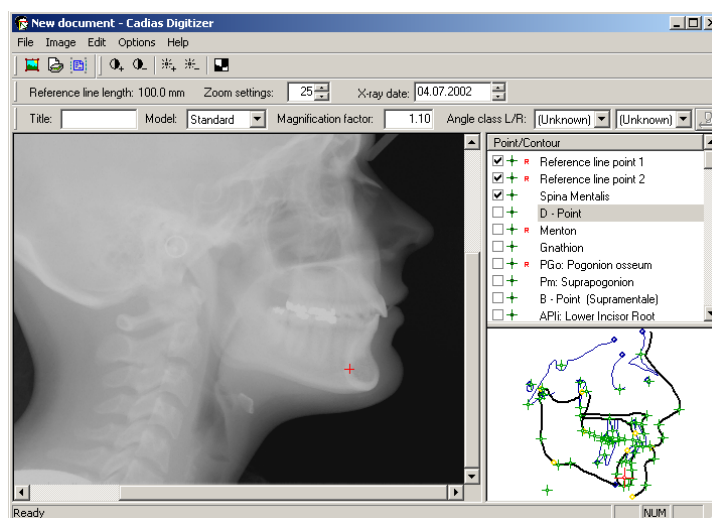 New document - Cadias Digitizer
File Image Edit Options Help
Reference line length: 100.0 mm Zoom settings: 25 X-ray date: 04.07.2002
Title: Model: Standard Magnification factor: 1.10 Angle class L/R: (Unknown) (Unknown)
Point/Contour
R Reference line point 1
R Reference line point 2
Spina Mentalis
D - Point
R Menton
Gnathion
R PGo: Pogonion osseum
Pm: Suprapogonion
B - Point (Supramentale)
APIi: Lower Incisor Root
Ready NUM